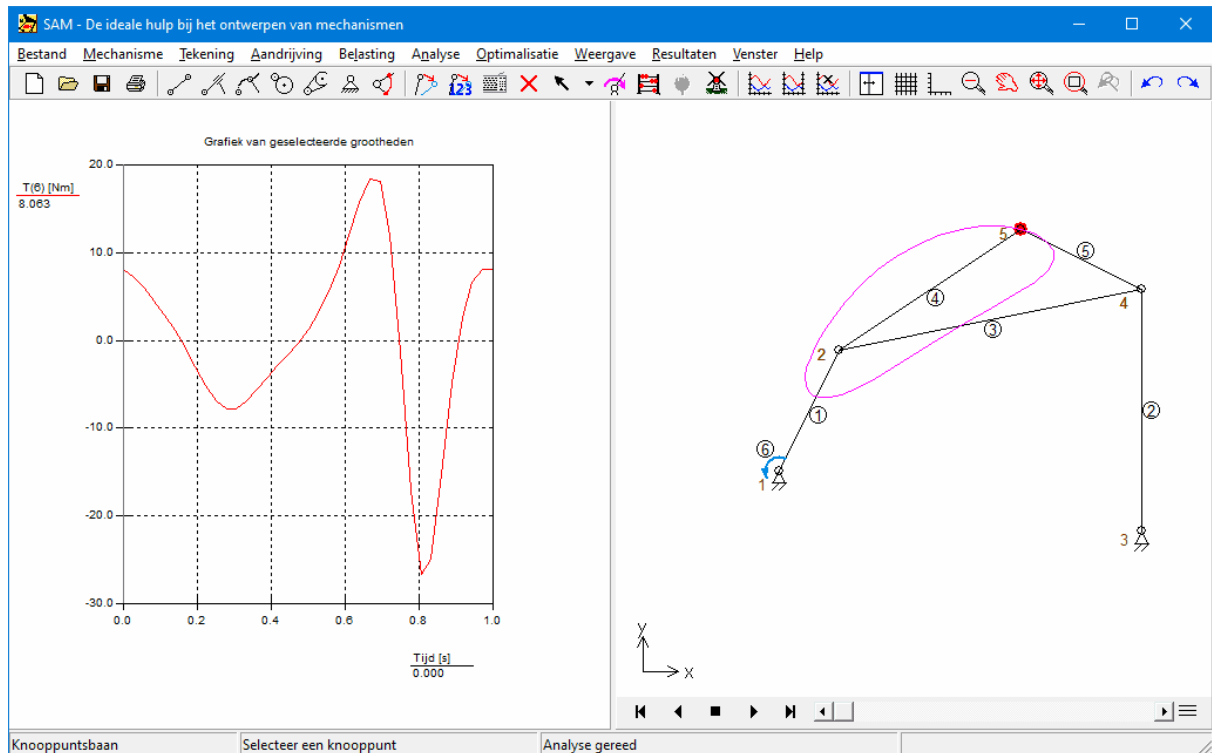 SAM - De ideale hulp bij het ontwerpen van mechanismen
Bestand Mechanisme Tekening Aandrijving Belasting Analyse Optimalisatie Weergave Resultaten Venster Help
123
Grafiek van geselecteerde grootheden
T(6) [Nm]
8.063
20.0
10.0
0.0
-10.0
-20.0
-30.0
0.0 0.2 0.4 0.6 0.8 1.0
Tijd [s]
0.000
5
5
4
4
3
2
1
2
6
1
3
y
x
Knooppuntsbaan
Selecteer een knooppunt
Analyse gereed